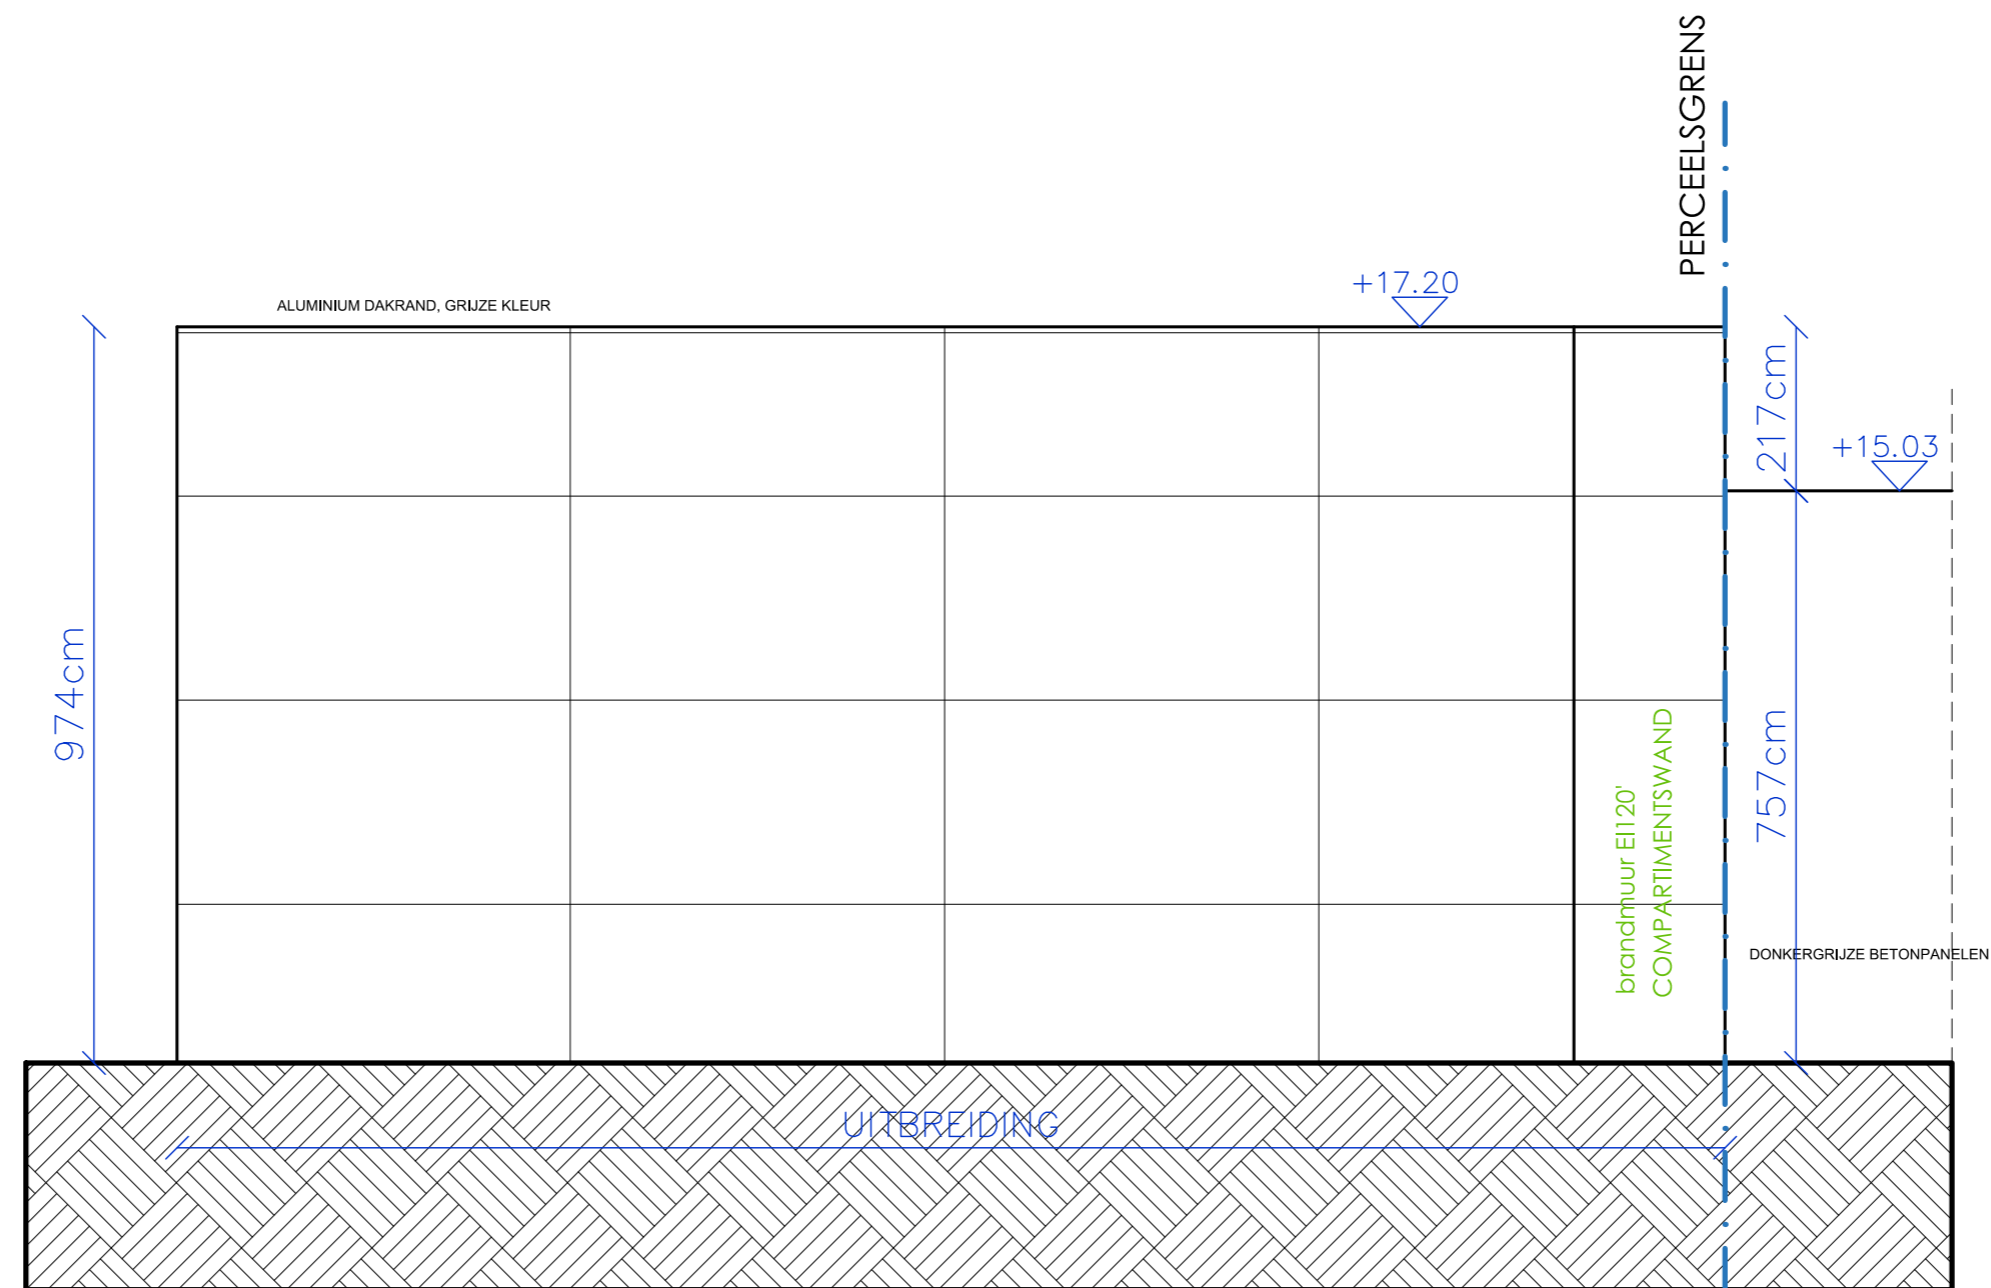 PERCEELSGRENS
+17.20
ALUMINIUM DAKRAND, GRIJZE KLEUR
217cm
+15.03
974cm
757cm
brandmuur EI120'
COMPARTIMENTSWAND
DONKERGRIJZE BETONPANELEN
UITBREIDING